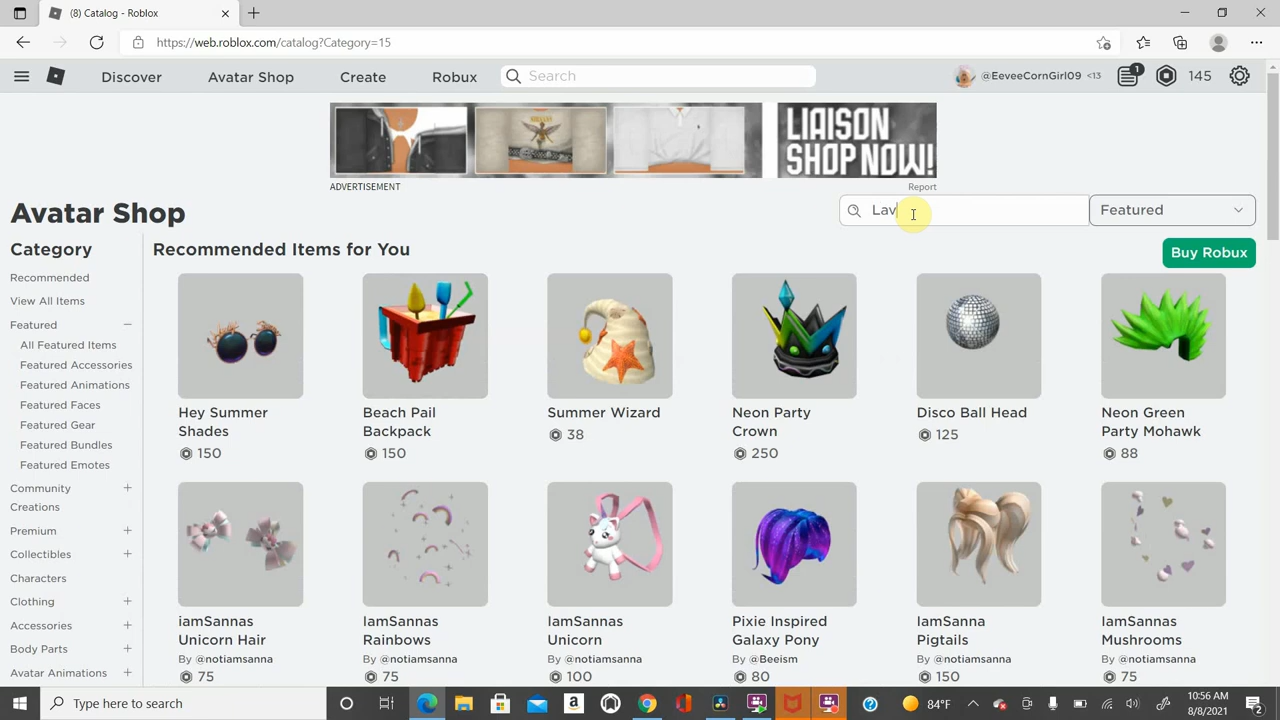 (8) Catalog - Roblox
https://web.roblox.com/catalog?Category=15
Discover
Avatar Shop
Create
Robux
Search
@EeveeCornGirl09 <13
1
145
LIAISON
SHOP NOW!
ADVERTISEMENT
Report
Avatar Shop
Lav
Featured
Category
Recommended Items for You
Buy Robux
Recommended
View All Items
Featured
All Featured Items
Featured Accessories
Featured Animations
Featured Faces
Featured Gear
Featured Bundles
Featured Emotes
Community
Creations
Premium
Collectibles
Characters
Clothing
Accessories
Body Parts
Avatar Animations
Hey Summer
Shades
150
Beach Pail
Backpack
150
Summer Wizard
38
Neon Party
Crown
250
Disco Ball Head
125
Neon Green
Party Mohawk
88
iamSannas
Unicorn Hair
By @notiamsanna
75
IamSannas
Rainbows
By @notiamsanna
75
IamSannas
Unicorn
By @notiamsanna
100
Pixie Inspired
Galaxy Pony
By @Beeism
80
IamSanna
Pigtails
By @notiamsanna
150
IamSannas
Mushrooms
By @notiamsanna
75
Type here to search
84°F
10:56 AM
8/8/2021
2